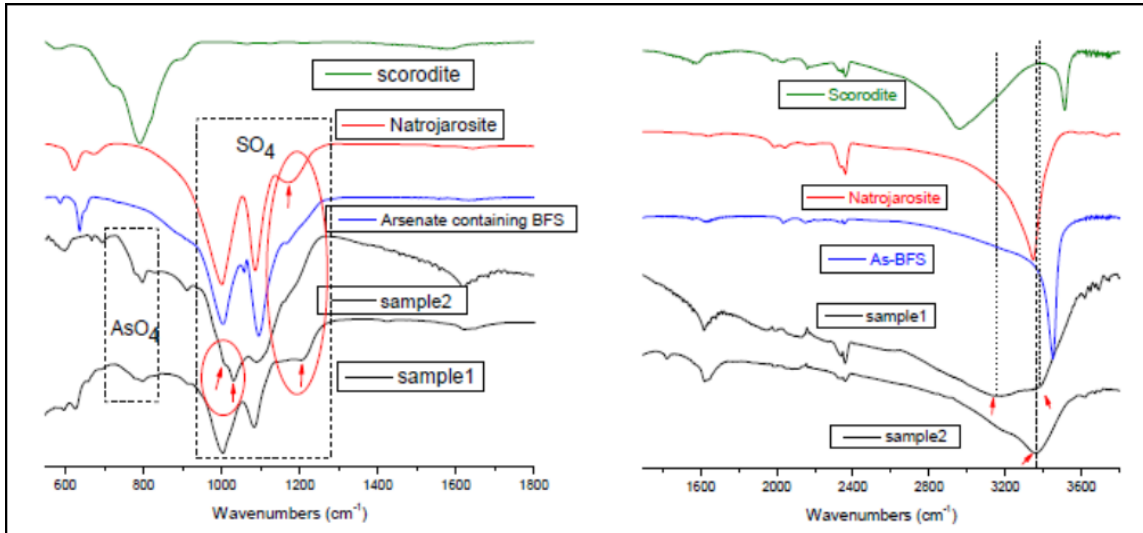 scorodite
Natrojarosite
SO4
Arsenate containing BFS
AsO4
sample2
sample1
600 800 1000 1200 1400 1600 1800
Wavenumbers (cm-1)
Scorodite
Natrojarosite
As-BFS
sample1
sample2
1600 2000 2400 2800 3200 3600
Wavenumbers (cm-1)